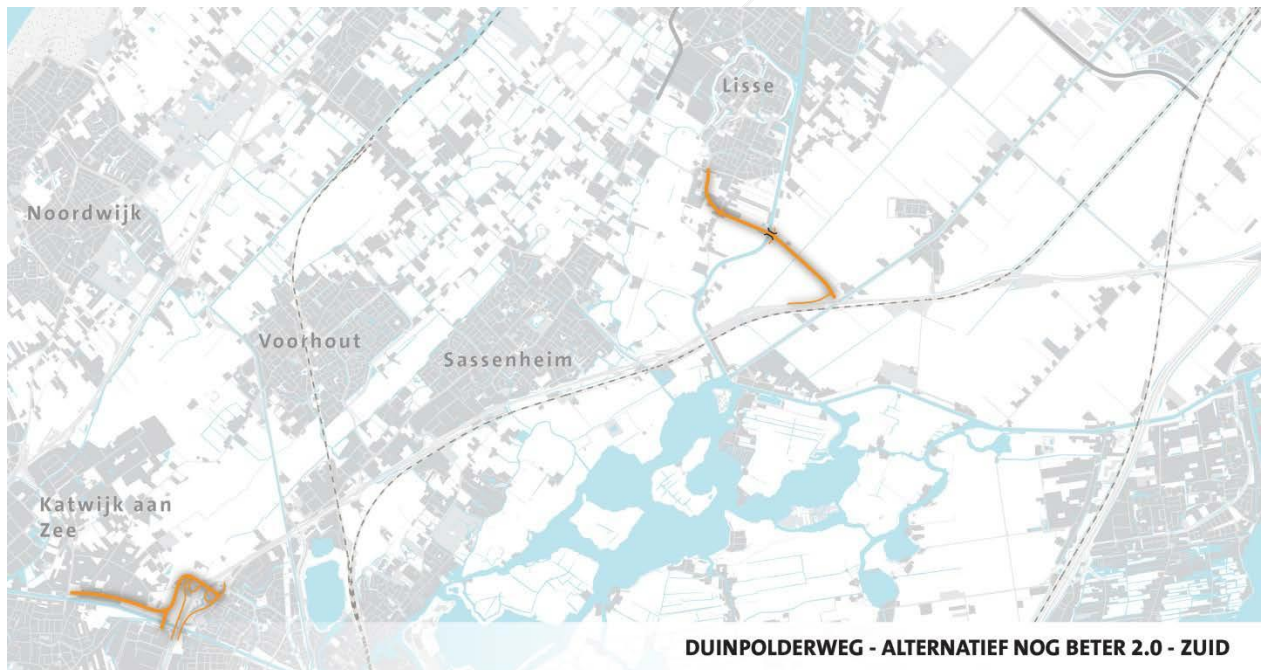 Lisse
Noordwijk
Voorhout
Sassenheim
Katwijk aan
Zee
DUINPOLDERWEG - ALTERNATIEF NOG BETER 2.0 - ZUID